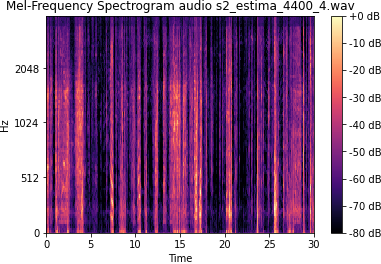 Mel-Frequency Spectrogram audio s2_estima_4400_4.wav
+0 dB
-10 dB
2048
-20 dB
-30 dB
Hz
1024
-40 dB
-50 dB
512
-60 dB
-70 dB
0
-80 dB
0 5 10 15 20 25 30
Time